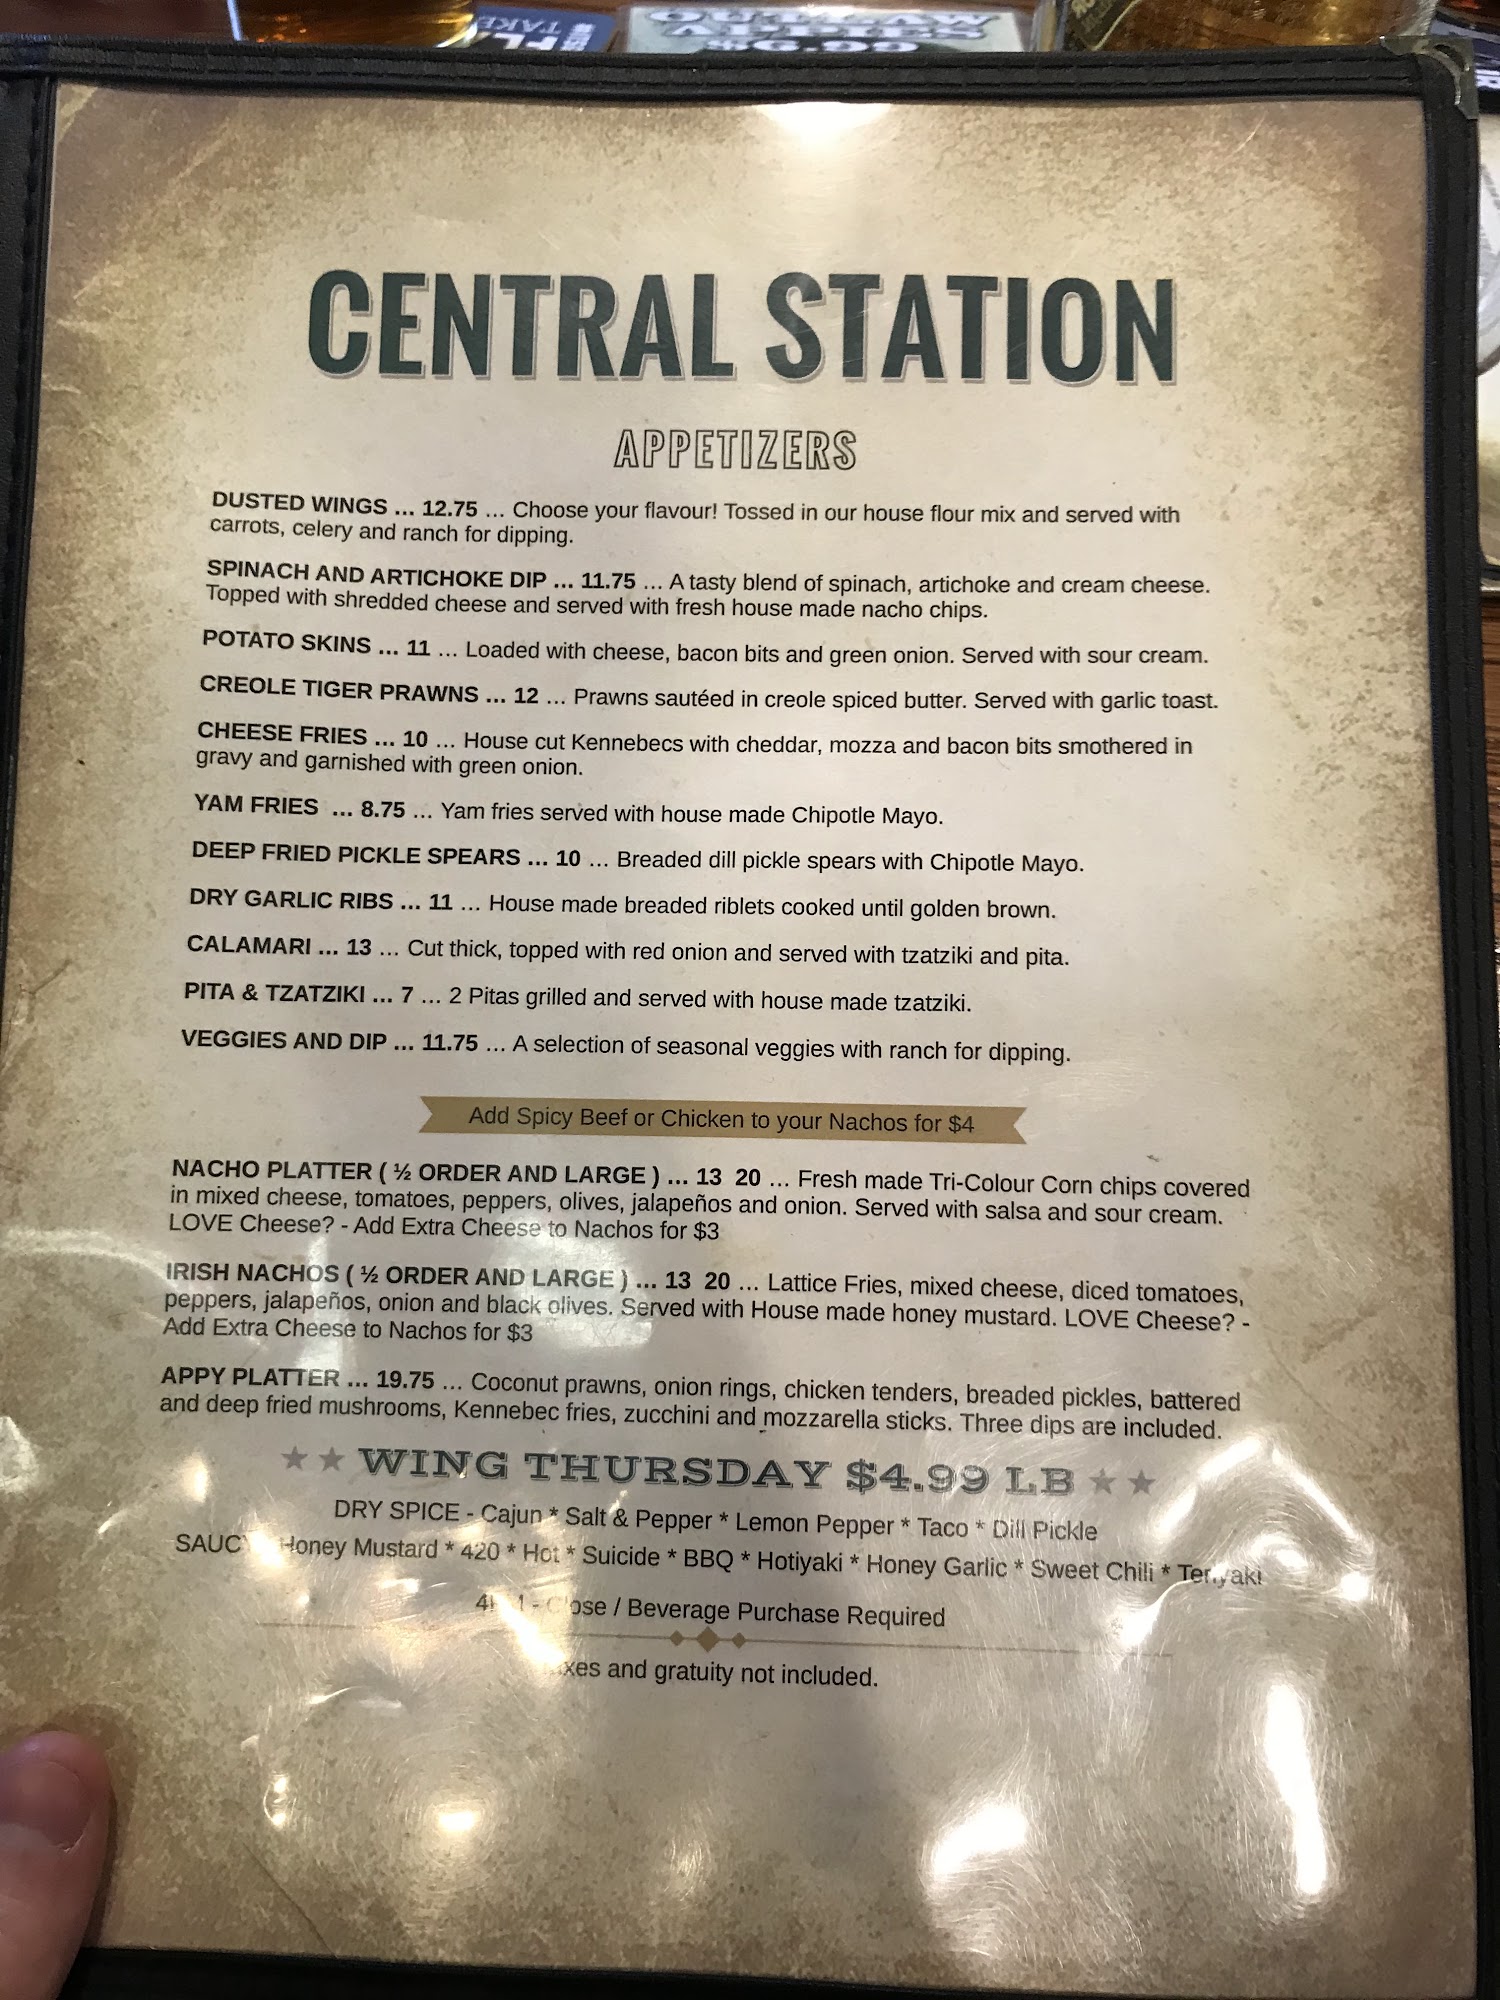 TAKE
CENTRAL STATION
APPETIZERS
DUSTED WINGS ... 12.75 ... Choose your flavour! Tossed in our house flour mix and served with
carrots, celery and ranch for dipping.
SPINACH AND ARTICHOKE DIP ... 11.75 ... A tasty blend of spinach, artichoke and cream cheese.
Topped with shredded cheese and served with fresh house made nacho chips.
POTATO SKINS ... 11 ... Loaded with cheese, bacon bits and green onion. Served with sour cream.
CREOLE TIGER PRAWNS ... 12 ... Prawns sautéed in creole spiced butter. Served with garlic toast.
CHEESE FRIES ... 10 ... House cut Kennebecs with cheddar, mozza and bacon bits smothered in
gravy and garnished with green onion.
YAM FRIES ... 8.75 ... Yam fries served with house made Chipotle Mayo.
DEEP FRIED PICKLE SPEARS ... 10 ... Breaded dill pickle spears with Chipotle Mayo.
DRY GARLIC RIBS ... 11 ... House made breaded riblets cooked until golden brown.
CALAMARI ... 13 ... Cut thick, topped with red onion and served with tzatziki and pita.
PITA & TZATZIKI ... 7 ... 2 Pitas grilled and served with house made tzatziki.
VEGGIES AND DIP ... 11.75 ... A selection of seasonal veggies with ranch for dipping.
Add Spicy Beef or Chicken to your Nachos for $4
NACHO PLATTER ( ½ ORDER AND LARGE ) ... 13 20 ... Fresh made Tri-Colour Corn chips covered
in mixed cheese, tomatoes, peppers, olives, jalapeños and onion. Served with salsa and sour cream.
LOVE Cheese? - Add Extra Cheese to Nachos for $3
IRISH NACHOS ( ½ ORDER AND LARGE ) ... 13 20 ... Lattice Fries, mixed cheese, diced tomatoes,
peppers, jalapeños, onion and black olives. Served with House made honey mustard. LOVE Cheese? -
Add Extra Cheese to Nachos for $3
APPY PLATTER ... 19.75 ... Coconut prawns, onion rings, chicken tenders, breaded pickles, battered
and deep fried mushrooms, Kennebec fries, zucchini and mozzarella sticks. Three dips are included.
WING THURSDAY $4.99 LB
DRY SPICE - Cajun * Salt & Pepper * Lemon Pepper * Taco * Dill Pickle
Honey Mustard * 420 * Hot * Suicide * BBQ * Hotiyaki * Honey Garlic * Sweet Chili * Teriyaki
- Close / Beverage Purchase Required
and gratuity not included.